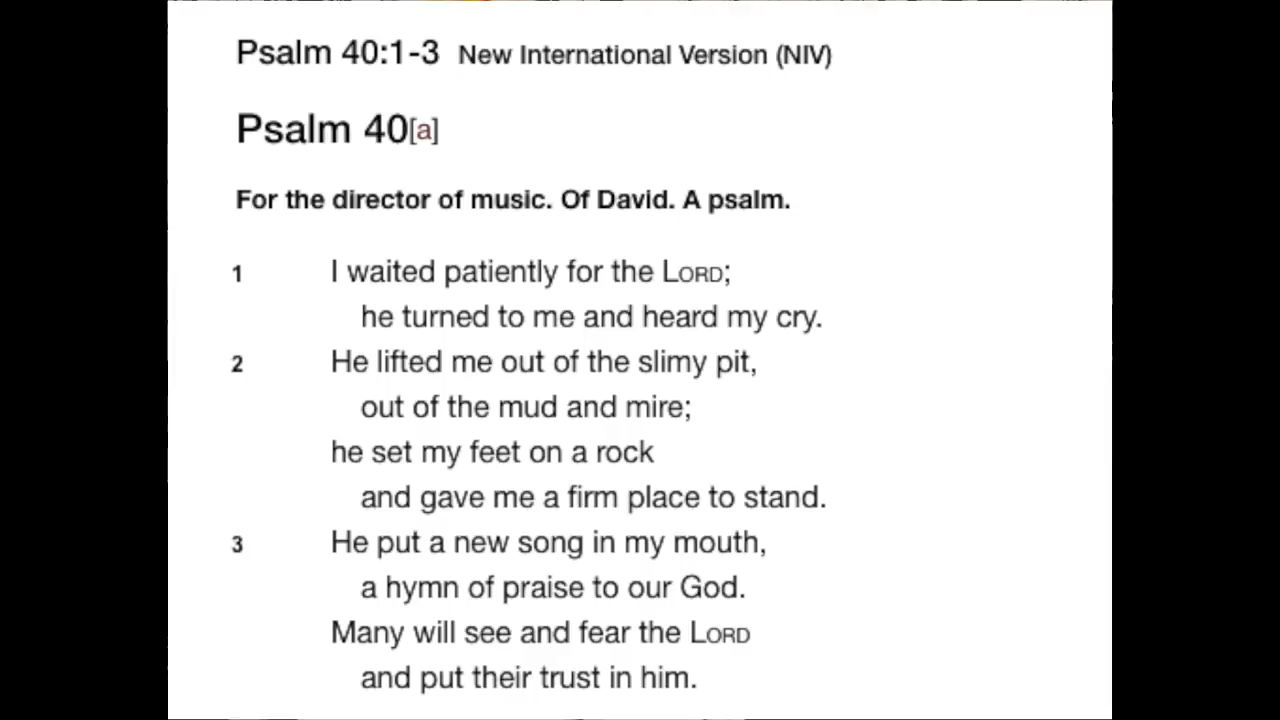 Psalm 40:1-3 New International Version (NIV)
Psalm 40[a]
For the director of music. Of David. A psalm.
1 I waited patiently for the LORD;
he turned to me and heard my cry.
2 He lifted me out of the slimy pit,
out of the mud and mire;
he set my feet on a rock
and gave me a firm place to stand.
3 He put a new song in my mouth,
a hymn of praise to our God.
Many will see and fear the LORD
and put their trust in him.